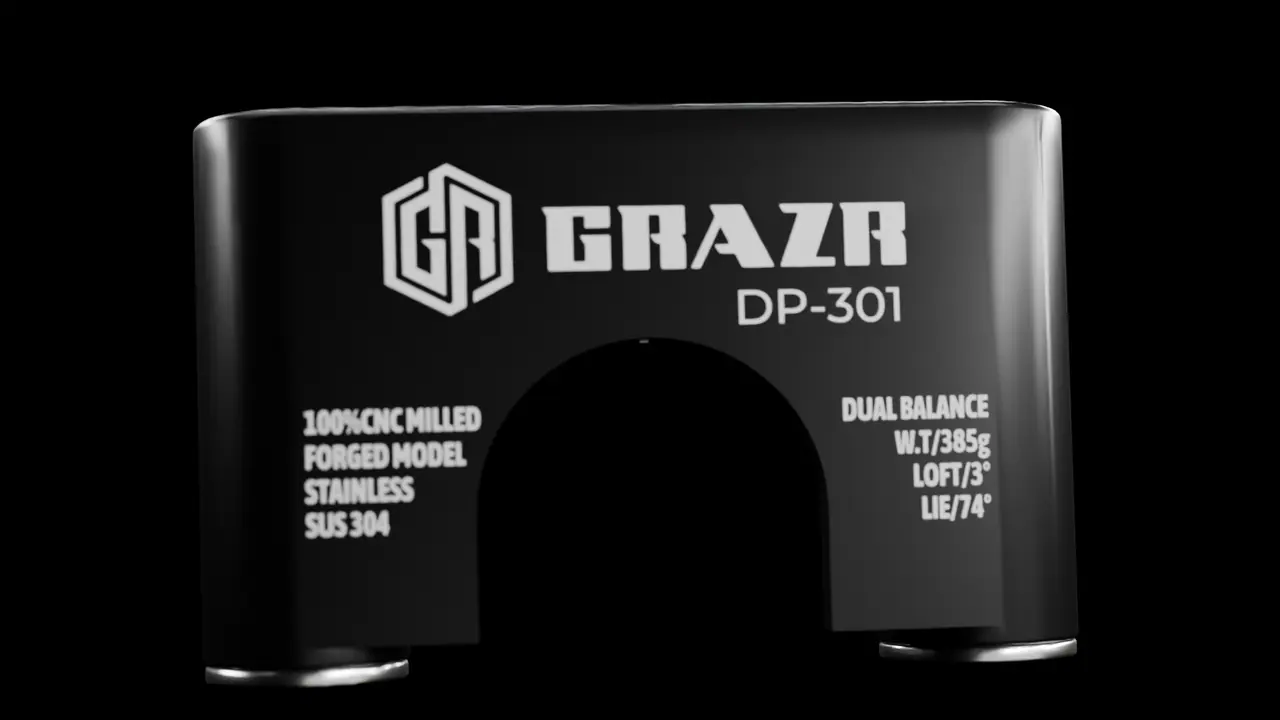 GR
GRAZR
DP-301
100%CNC MILLED
FORGED MODEL
STAINLESS
SUS 304
DUAL BALANCE
W.T/385g
LOFT/3°
LIE/74°